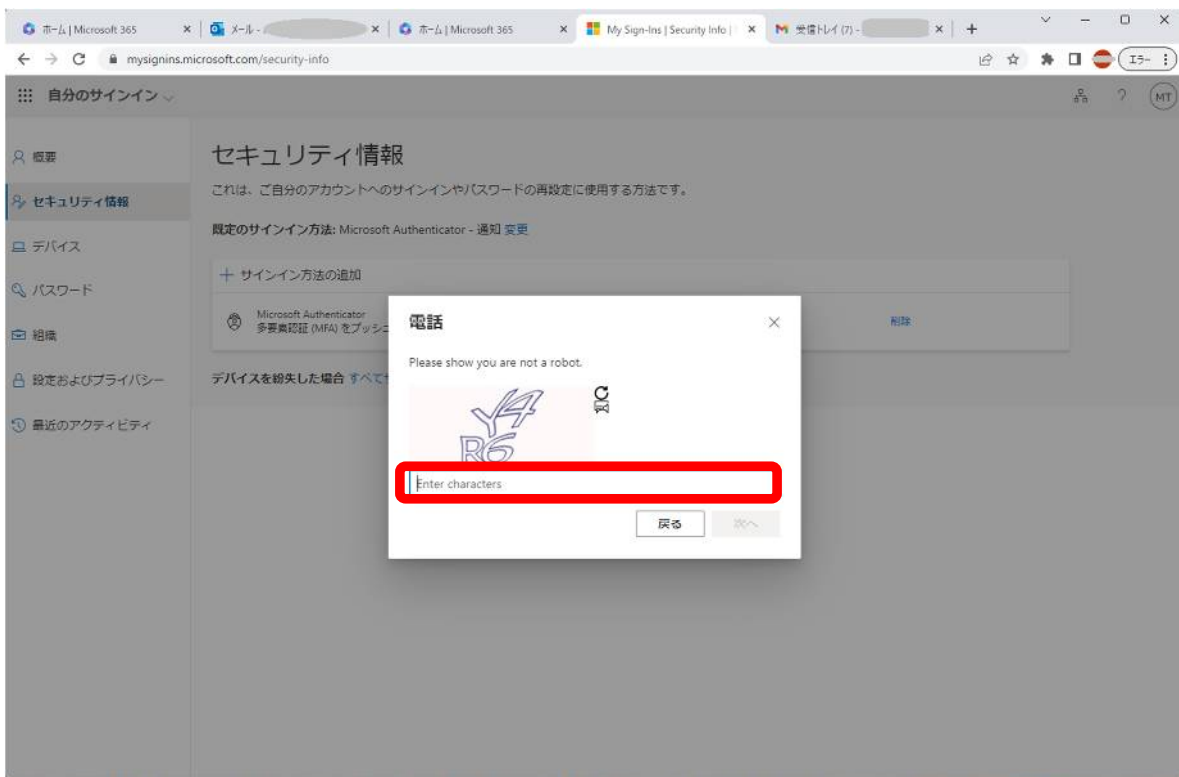 ホーム | Microsoft 365
メール -
ホーム | Microsoft 365
My Sign-Ins | Security Info |
受信トレイ (7) -
mysignins.microsoft.com/security-info
エラー
自分のサインイン
?
MT
概要
セキュリティ情報
デバイス
パスワード
組織
設定およびプライバシー
最近のアクティビティ
セキュリティ情報
これは、ご自分のアカウントへのサインインやパスワードの再設定に使用する方法です。
既定のサインイン方法: Microsoft Authenticator - 通知 変更
+ サインイン方法の追加
Microsoft Authenticator
多要素認証 (MFA) をプッシュ
削除
デバイスを紛失した場合 すべて
電話
Please show you are not a robot.
Enter characters
戻る
次へ